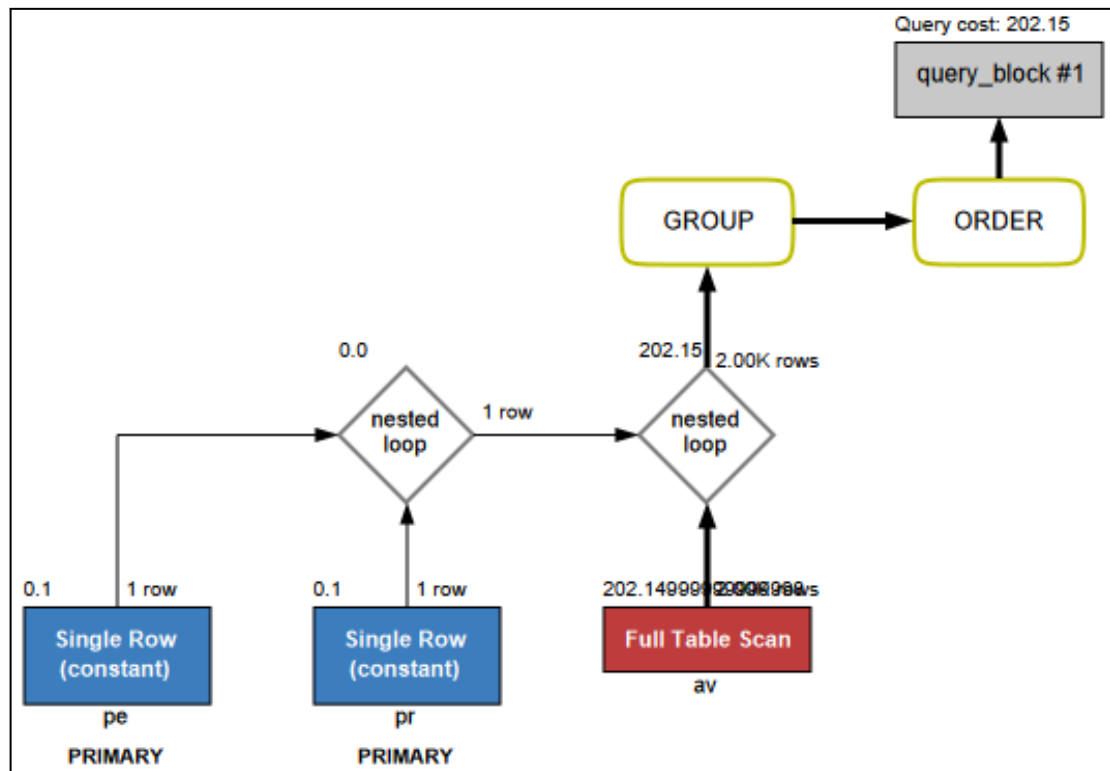 Query cost: 202.15
query_block #1
GROUP
ORDER
0.0
202.15
2.00K rows
nested
loop
1 row
nested
loop
0.1
1 row
0.1
1 row
Single Row
(constant)
Single Row
(constant)
Full Table Scan
pe
pr
av
PRIMARY
PRIMARY